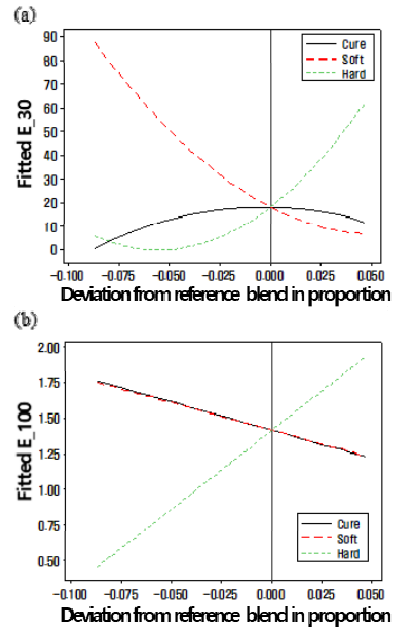 (a)
90
80
70
60
50
40
30
20
10
0
Fitted E_30
Cure
Soft
Hard
-0.100 -0.075 -0.050 -0.025 0.000 0.025 0.050
Deviation from reference blend in proportion
(b)
2.00
1.75
1.50
1.25
1.00
0.75
0.50
Fitted E_100
Cure
Soft
Hard
-0.100 -0.075 -0.050 -0.025 0.000 0.025 0.050
Deviation from reference blend in proportion